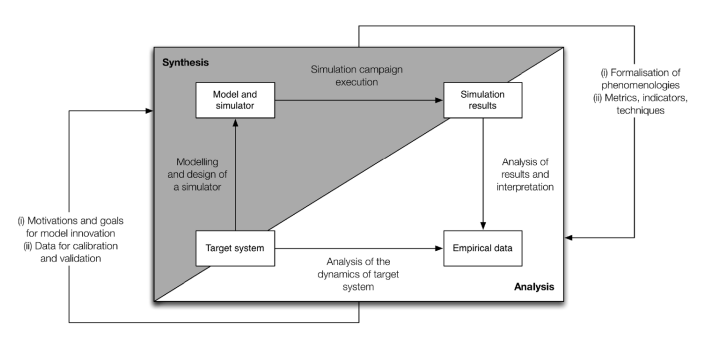 Synthesis
Simulation campaign
execution
Model and
simulator
Simulation
results
(i) Formalisation of
phenomenologies
(ii) Metrics, indicators,
techniques
Modelling
and design of
a simulator
Analysis of
results and
interpretation
(i) Motivations and goals
for model innovation
(ii) Data for calibration
and validation
Target system
Analysis of the
dynamics of target
system
Empirical data
Analysis